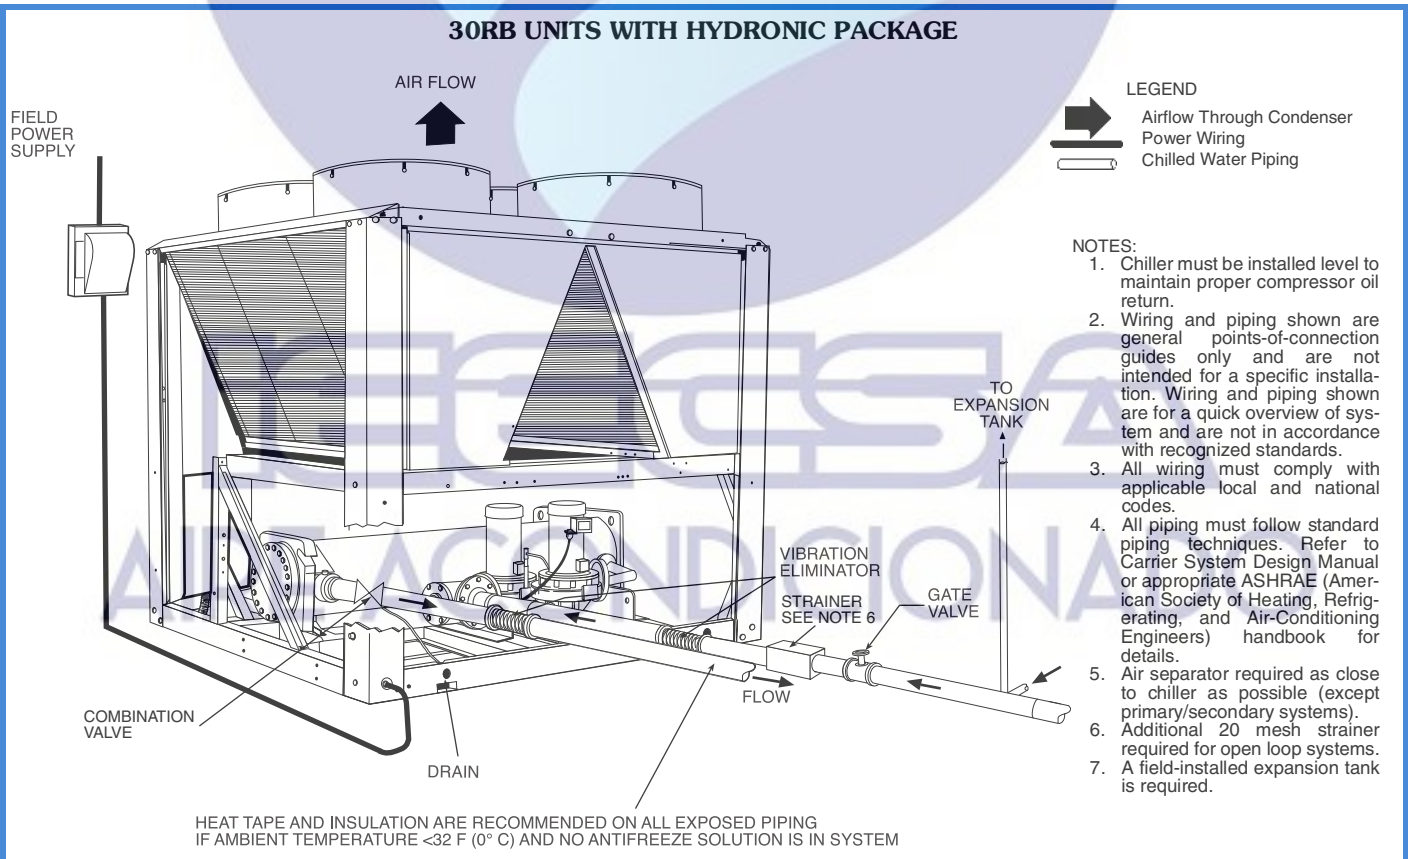 30RB UNITS WITH HYDRONIC PACKAGE
AIR FLOW
FIELD
POWER
SUPPLY
LEGEND
Airflow Through Condenser
Power Wiring
Chilled Water Piping
NOTES:
1. Chiller must be installed level to
maintain proper compressor oil
return.
2. Wiring and piping shown are
general points-of-connection
guides only and are not
intended for a specific installa-
tion. Wiring and piping shown
are for a quick overview of sys-
tem and are not in accordance
with recognized standards.
3. All wiring must comply with
applicable local and national
codes.
4. All piping must follow standard
piping techniques. Refer to
Carrier System Design Manual
or appropriate ASHRAE (Amer-
ican Society of Heating, Refrig-
erating, and Air-Conditioning
Engineers) handbook for
details.
5. Air separator required as close
to chiller as possible (except
primary/secondary systems).
6. Additional 20 mesh strainer
required for open loop systems.
7. A field-installed expansion tank
is required.
TO
EXPANSION
TANK
VIBRATION
ELIMINATOR
STRAINER
SEE NOTE 6
GATE
VALVE
FLOW
COMBINATION
VALVE
DRAIN
HEAT TAPE AND INSULATION ARE RECOMMENDED ON ALL EXPOSED PIPING
IF AMBIENT TEMPERATURE <32 F (0° C) AND NO ANTIFREEZE SOLUTION IS IN SYSTEM
AIRE ACONDICIONADO